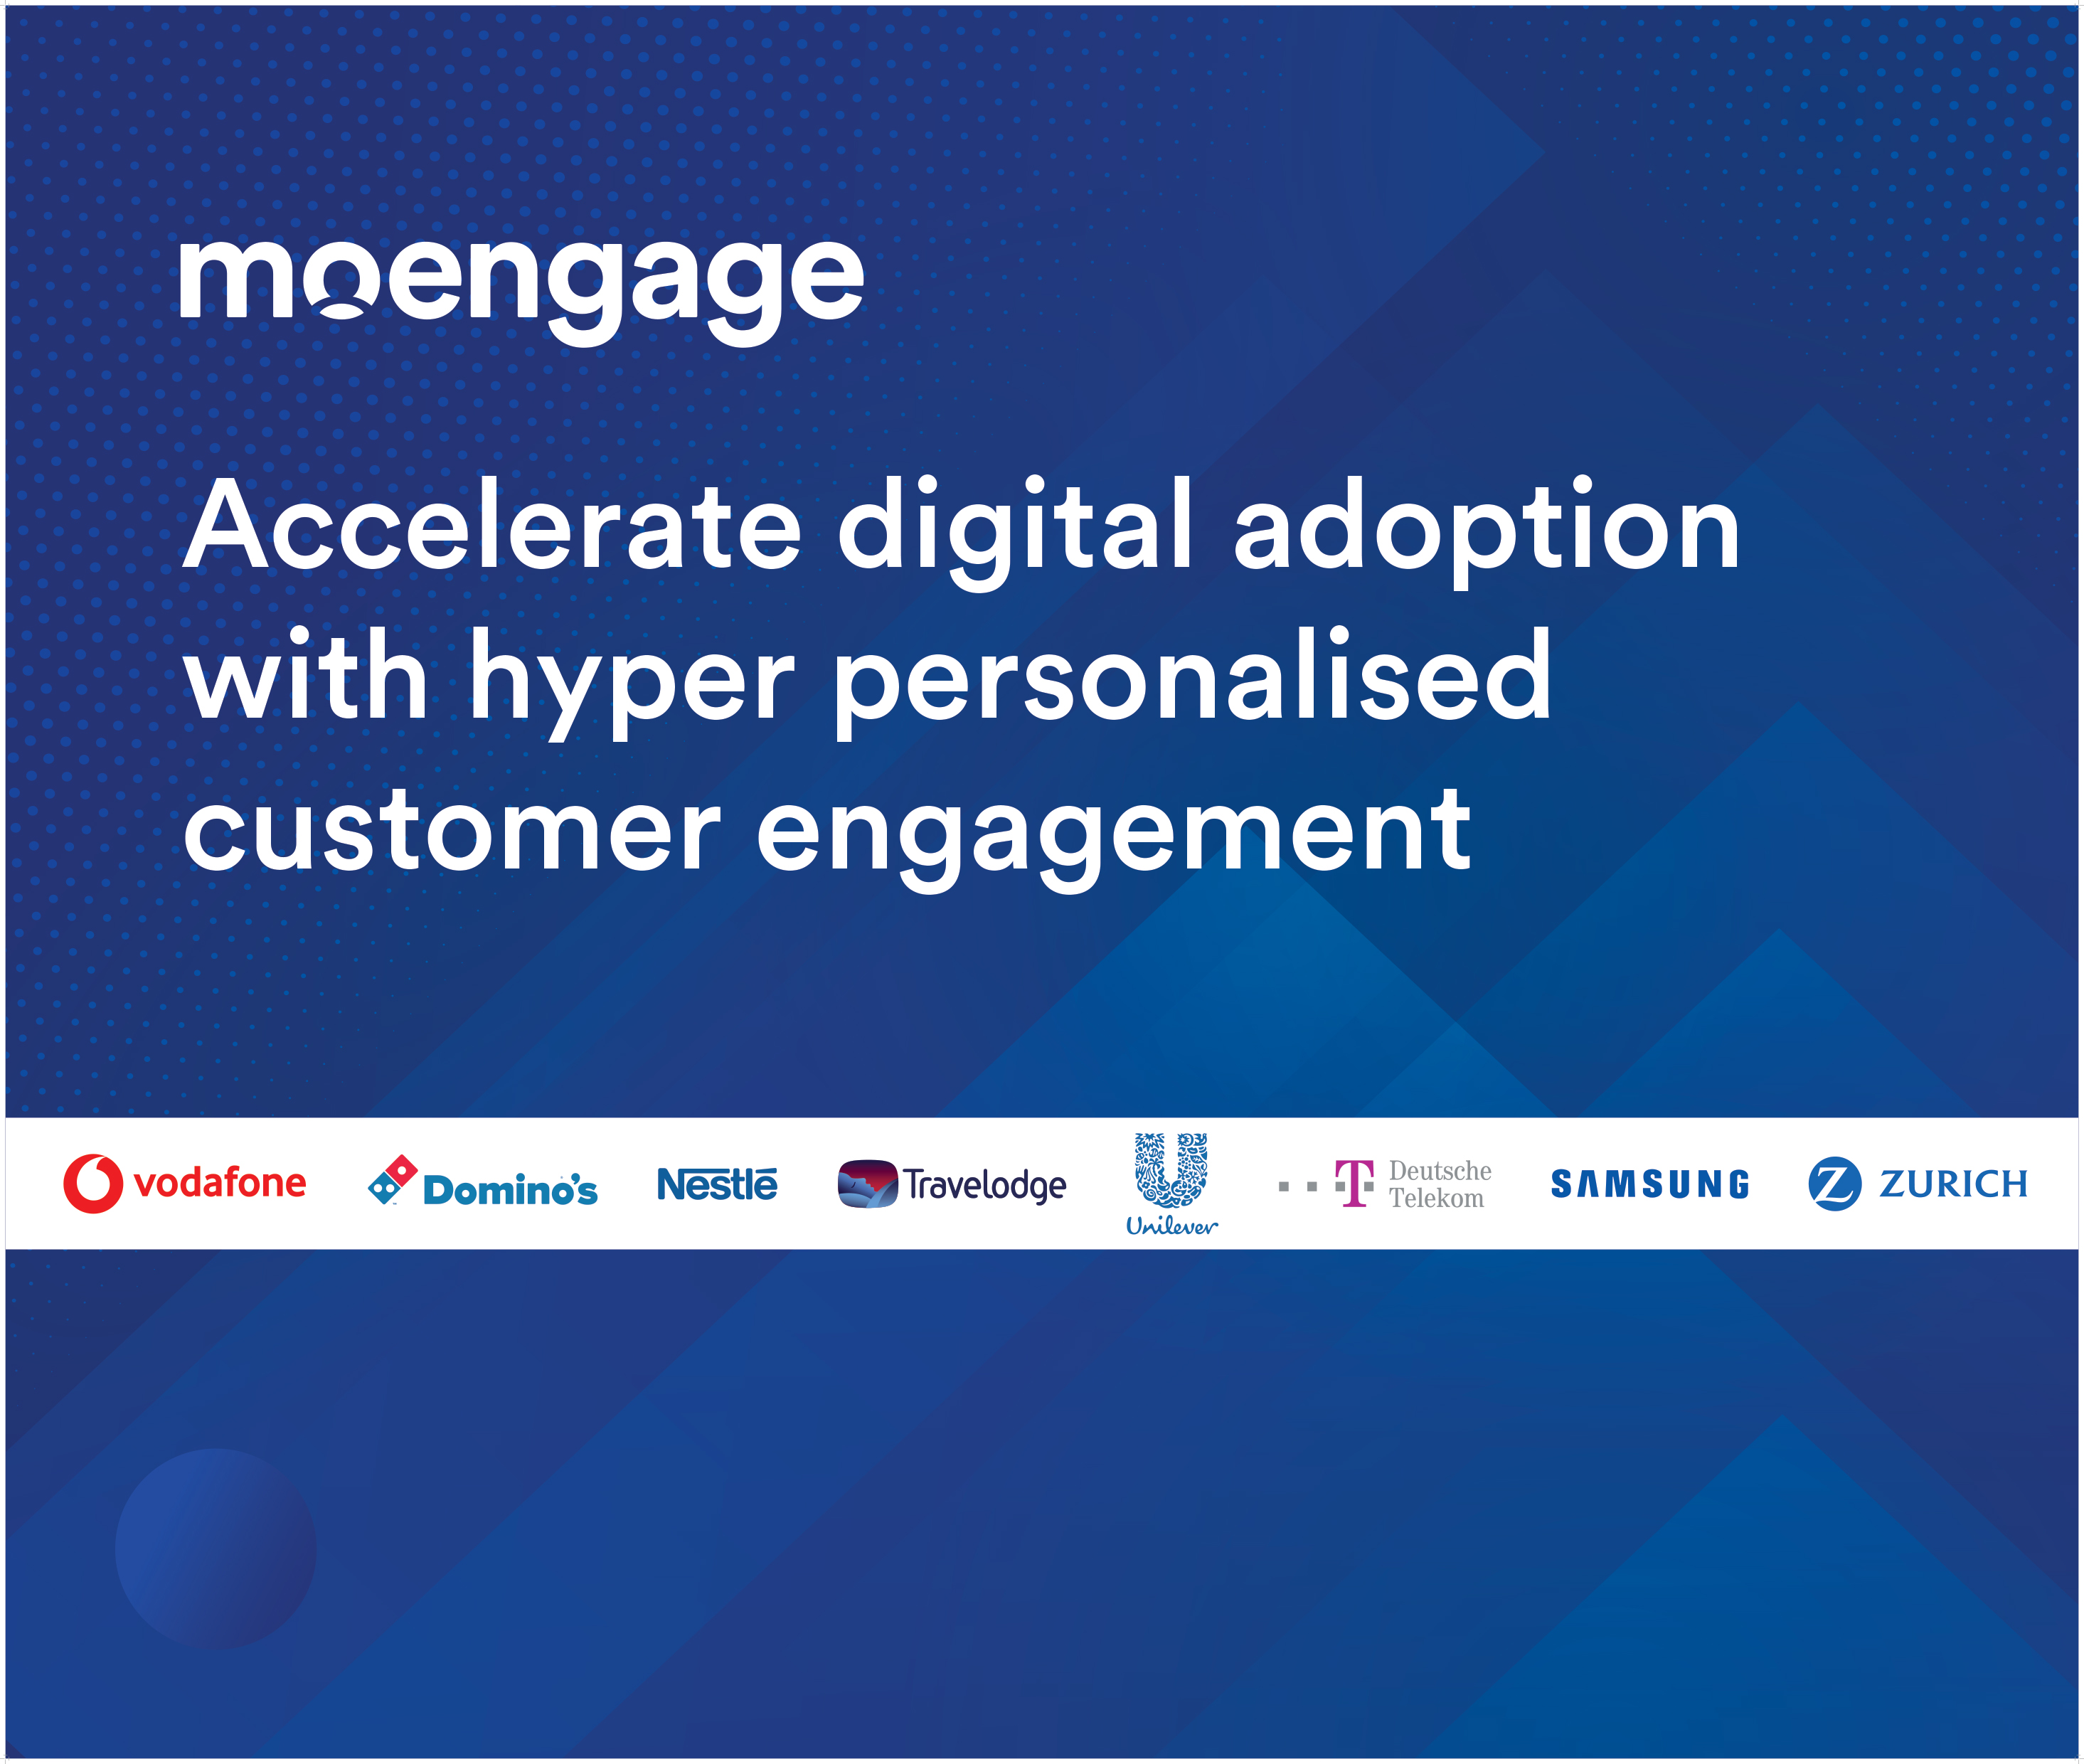 moengage
Accelerate digital adoption
with hyper personalised
customer engagement
vodafone Domino's Nestlé Travelodge Unilever T Deutsche Telekom SAMSUNG Z ZURICH